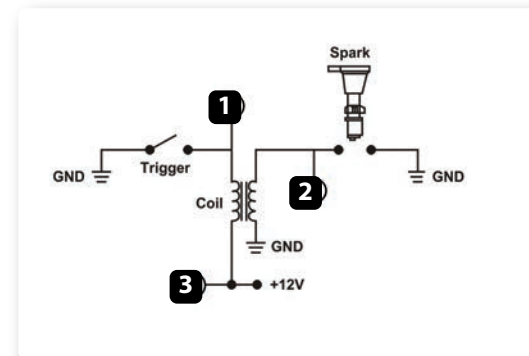 Spark
1
Trigger
GND
GND
2
Coil
GND
3
+12V